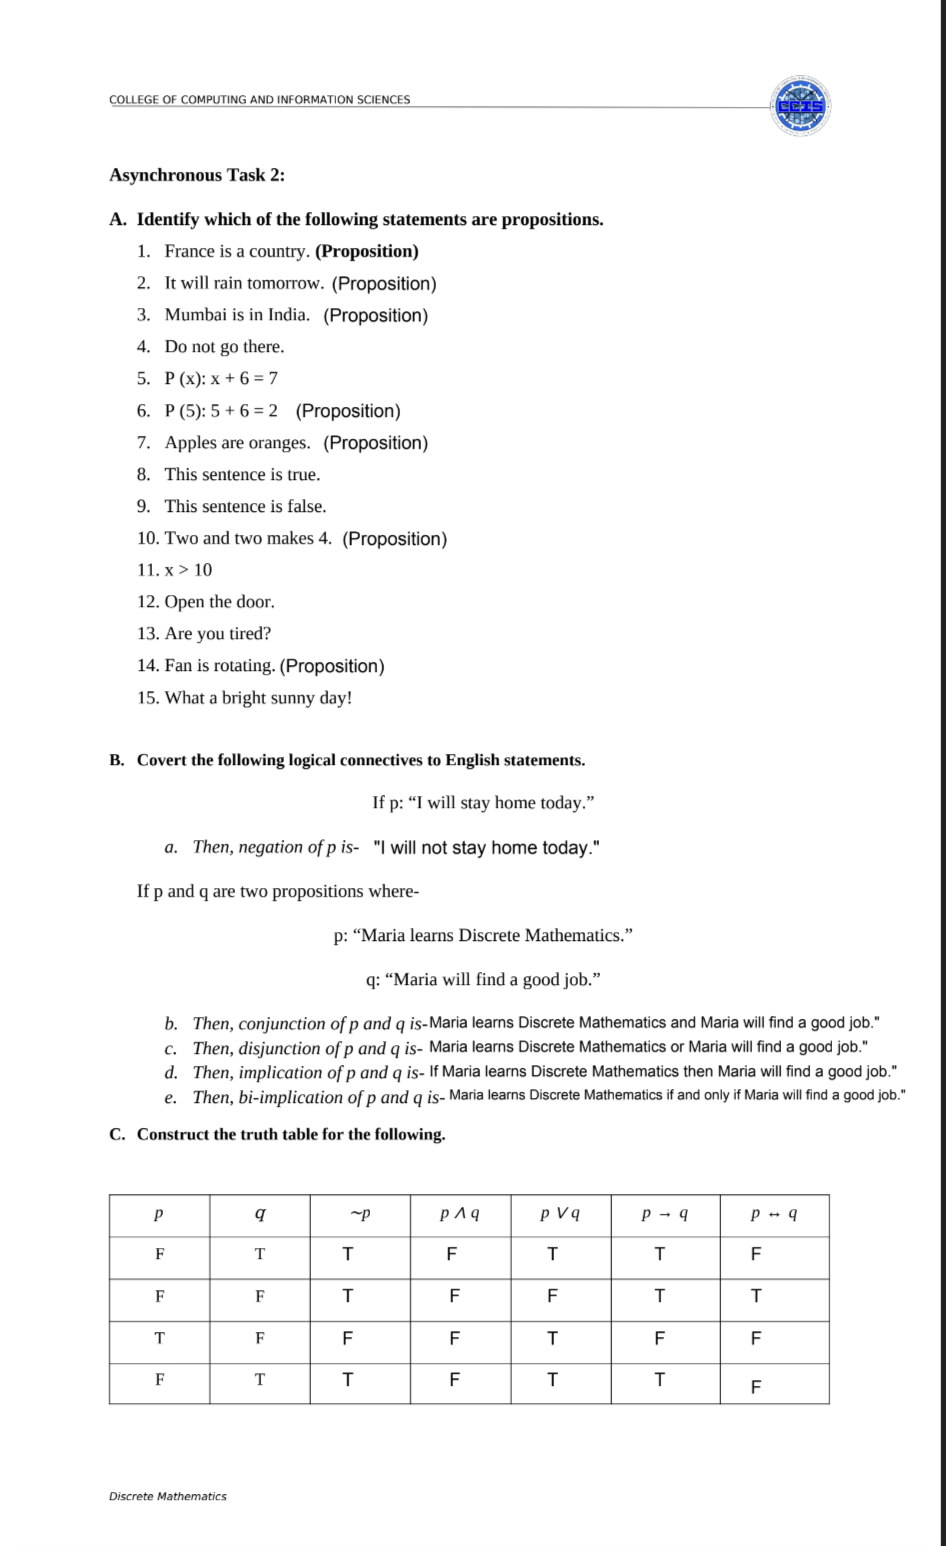 COLLEGE OF COMPUTING AND INFORMATION SCIENCES
CCIS
Asynchronous Task 2:
A. Identify which of the following statements are propositions.
1. France is a country. (Proposition)
2. It will rain tomorrow. (Proposition)
3. Mumbai is in India. (Proposition)
4. Do not go there.
5. P (x): x + 6 = 7
6. P (5): 5 + 6 = 2 (Proposition)
7. Apples are oranges. (Proposition)
8. This sentence is true.
9. This sentence is false.
10. Two and two makes 4. (Proposition)
11. x > 10
12. Open the door.
13. Are you tired?
14. Fan is rotating. (Proposition)
15. What a bright sunny day!
B. Covert the following logical connectives to English statements.
If p: “I will stay home today.”
a. Then, negation of p is- "I will not stay home today."
If p and q are two propositions where-
p: “Maria learns Discrete Mathematics.”
q: “Maria will find a good job.”
b. Then, conjunction of p and q is- Maria learns Discrete Mathematics and Maria will find a good job."
c. Then, disjunction of p and q is- Maria learns Discrete Mathematics or Maria will find a good job."
d. Then, implication of p and q is- If Maria learns Discrete Mathematics then Maria will find a good job."
e. Then, bi-implication of p and q is- Maria learns Discrete Mathematics if and only if Maria will find a good job."
C. Construct the truth table for the following.
p q ~p p ∧ q p ∨ q p → q p ↔ q
F T T F T T F
F F T F F T T
T F F F T F F
F T T F T T F
Discrete Mathematics